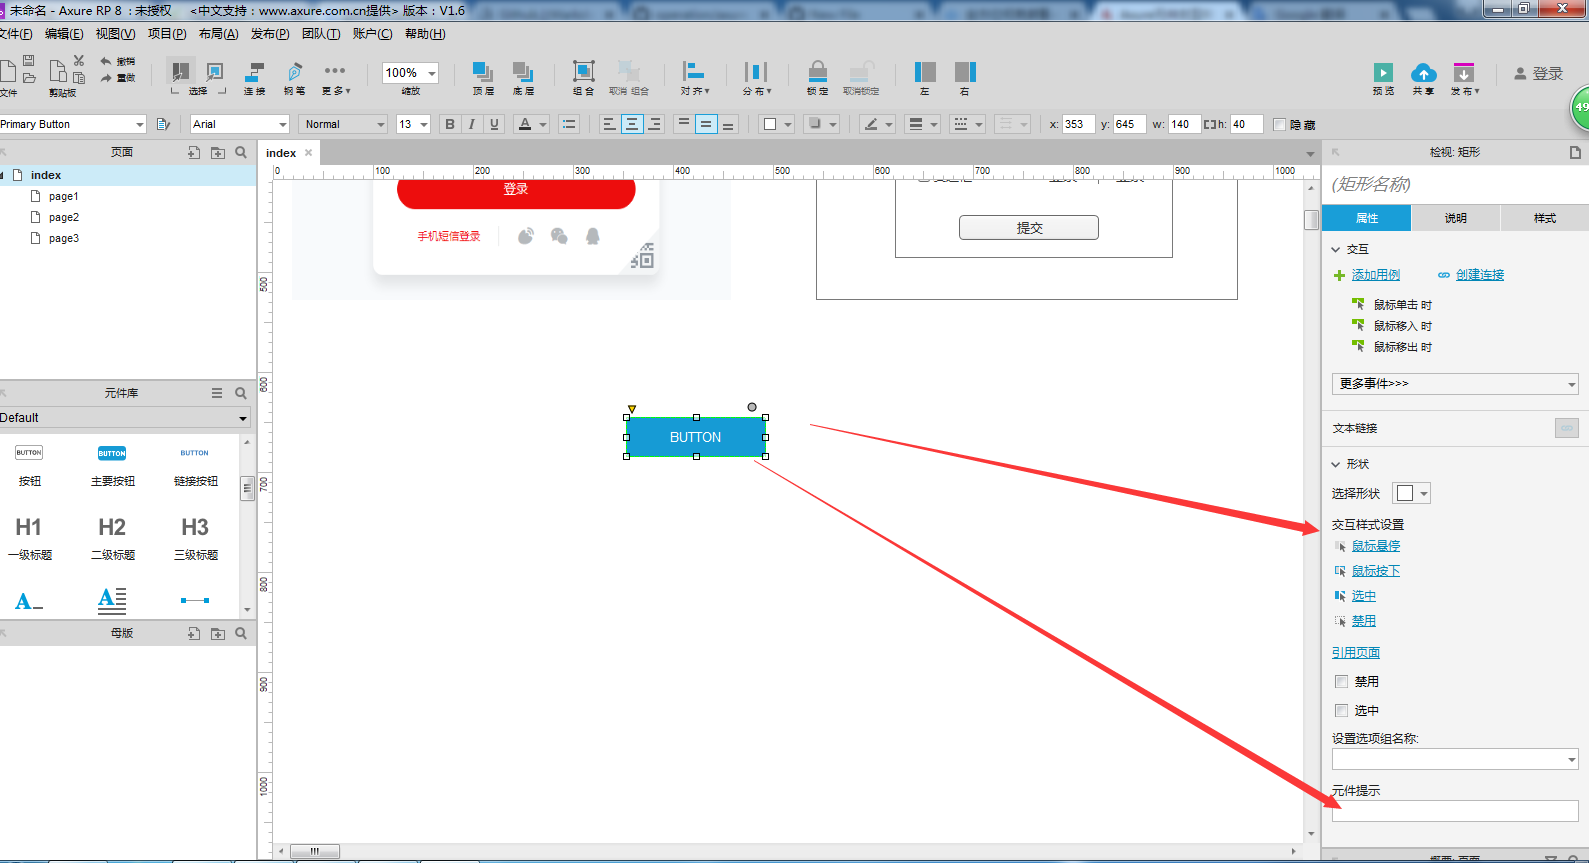 未命名 - Axure RP 8 : 未授权 <中文支持：www.axure.com.cn提供> 版本：V1.6
文件(F) 编辑(E) 视图(V) 项目(P) 布局(A) 发布(P) 团队(T) 账户(C) 帮助(H)
撤销
重做
100%
登录
文件 剪贴板 选择 连接 钢笔 更多 缩放 顶层 底层 组合 取消组合 对齐 分布 锁定 取消锁定 左 右 预览 共享 发布
49
Primary Button Arial Normal 13 B I U A x: 353 y: 645 w: 140 h: 40 隐藏
页面
index
page1
page2
page3
元件库
Default
BUTTON BUTTON BUTTON
按钮 主要按钮 链接按钮
H1 H2 H3
一级标题 二级标题 三级标题
A A
母版
index
0 100 200 300 400 500 600 700 800 900 1000
500
600
700
800
900
1000
登录
手机短信登录
提交
BUTTON
检视: 矩形
(矩形名称)
属性 说明 样式
交互
添加用例 创建连接
鼠标单击 时
鼠标移入 时
鼠标移出 时
更多事件>>>
文本链接
形状
选择形状
交互样式设置
鼠标悬停
鼠标按下
选中
禁用
引用页面
禁用
选中
设置选项组名称:
元件提示